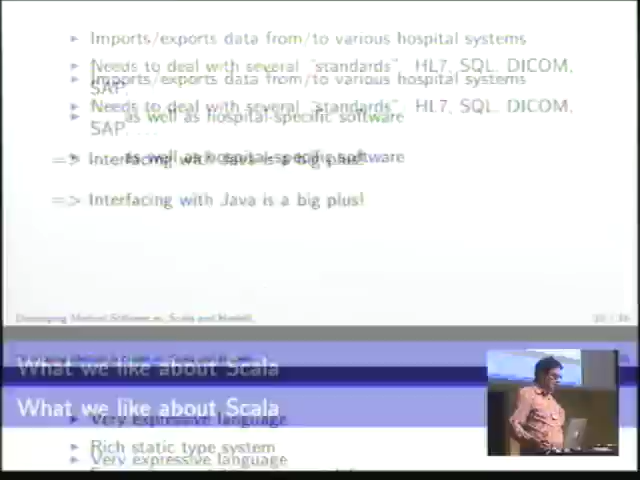 Imports/exports data from/to various hospital systems
Needs to deal with several "standards", HL7, SQL, DICOM,
Imports/exports data from/to various hospital systems
SAP,
Needs to deal with several "standards", HL7, SQL, DICOM,
as well as hospital-specific software
SAP, ...
=> Interfacing with Java is a big plus!
as well as hospital-specific software
=> Interfacing with Java is a big plus!
Developing Medical Software in Scala and Haskell
What we like about Scala
What we like about Scala
Very expressive language
Rich static type system
Very expressive language